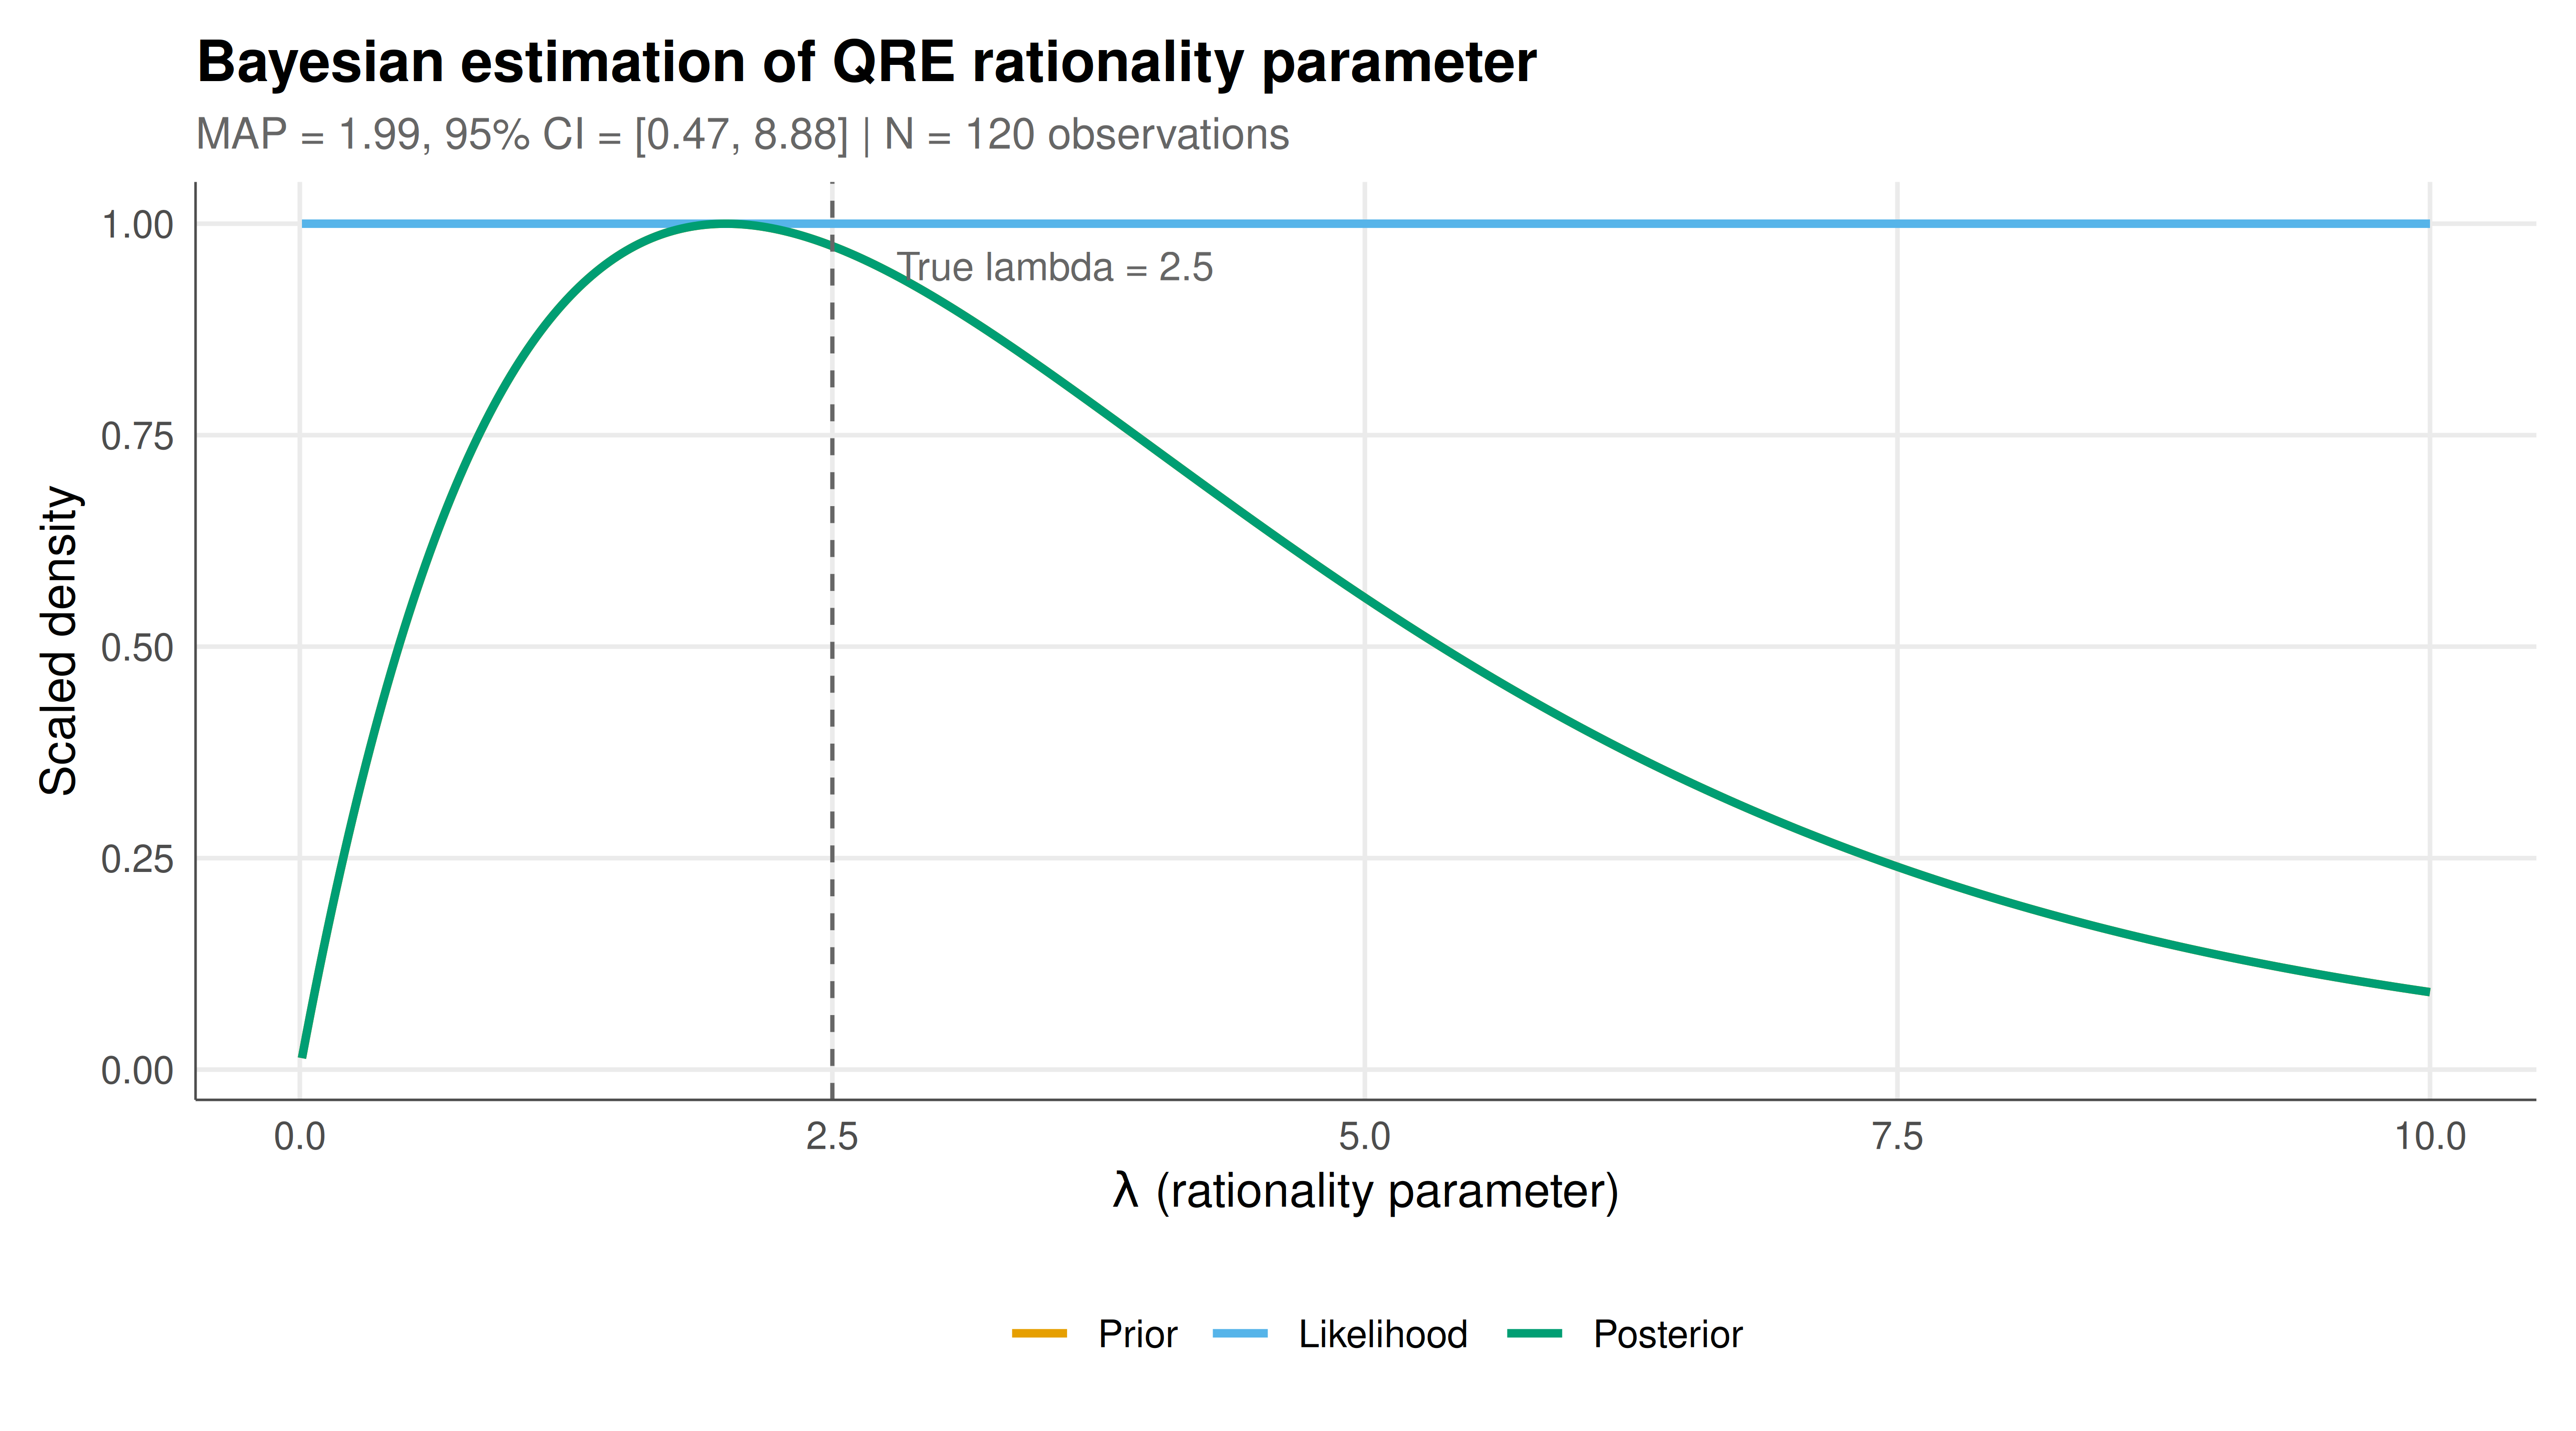 Bayesian estimation of QRE rationality parameter
MAP = 1.99, 95% CI = [0.47, 8.88] | N = 120 observations
Scaled density
1.00
0.75
0.50
0.25
0.00
True lambda = 2.5
0.0 2.5 5.0 7.5 10.0
λ (rationality parameter)
Prior Likelihood Posterior